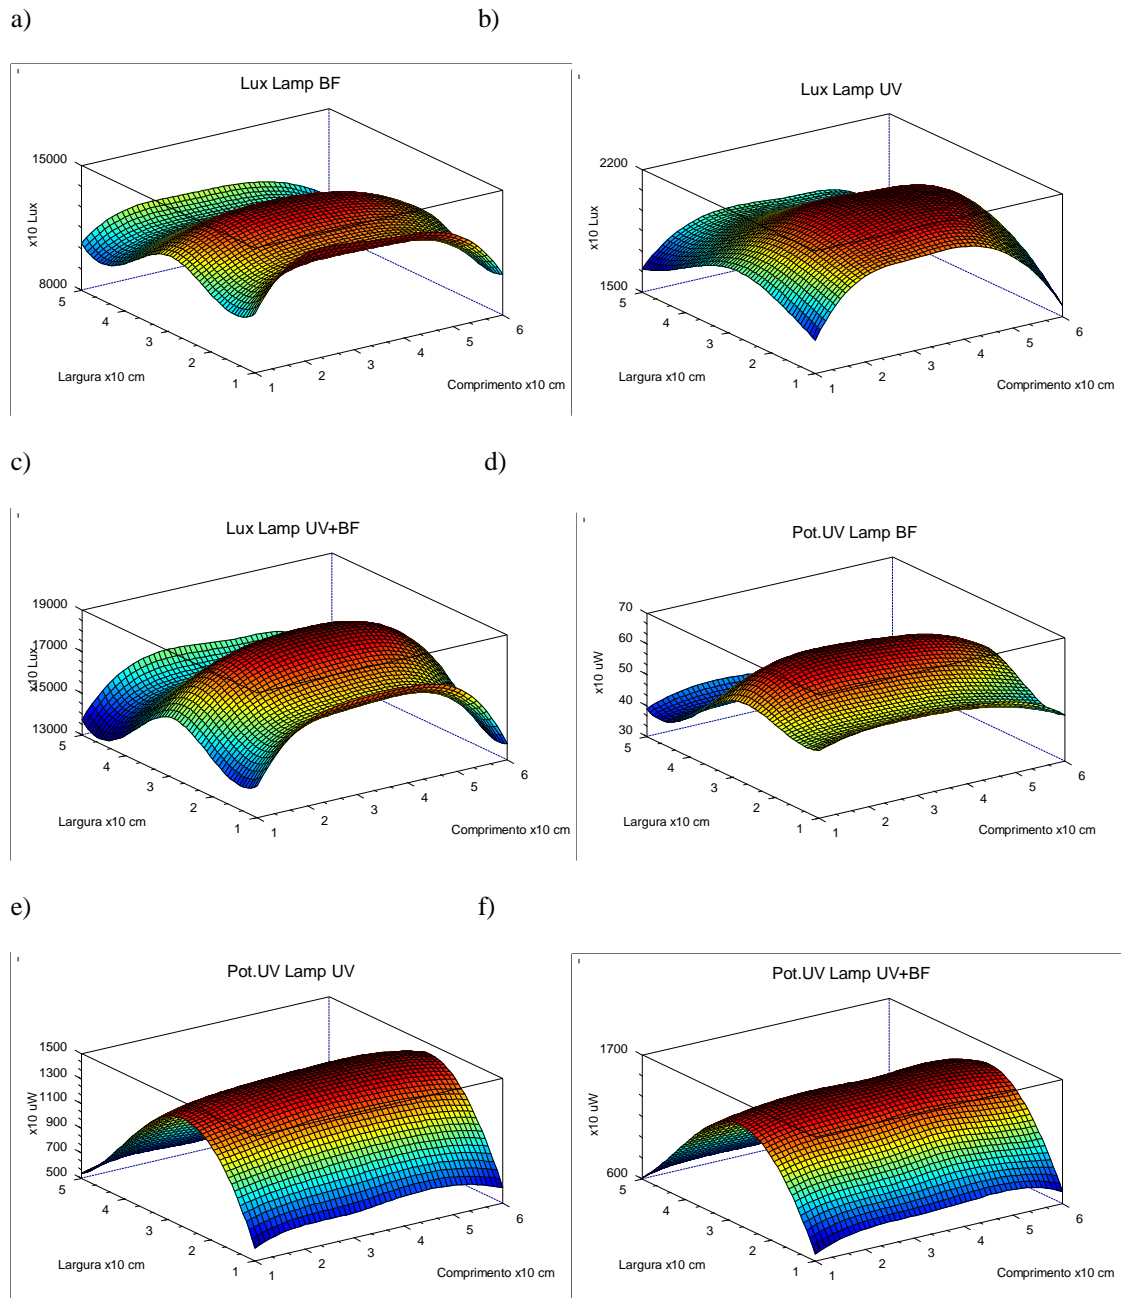 a)
b)
Lux Lamp BF
15000
x10 Lux
8000
5
4
3
2
1
Largura x10 cm
1
2
3
4
5
6
Comprimento x10 cm
Lux Lamp UV
2200
x10 Lux
1500
5
4
3
2
1
Largura x10 cm
1
2
3
4
5
6
Comprimento x10 cm
c)
d)
Lux Lamp UV+BF
19000
17000
x10 Lux
15000
13000
5
4
3
2
1
Largura x10 cm
1
2
3
4
5
6
Comprimento x10 cm
Pot.UV Lamp BF
70
60
x10 uW
50
40
30
5
4
3
2
1
Largura x10 cm
1
2
3
4
5
6
Comprimento x10 cm
e)
f)
Pot.UV Lamp UV
1500
1300
x10 uW
1100
900
700
500
5
4
3
2
1
Largura x10 cm
1
2
3
4
5
6
Comprimento x10 cm
Pot.UV Lamp UV+BF
1700
x10 uW
600
5
4
3
2
1
Largura x10 cm
1
2
3
4
5
6
Comprimento x10 cm